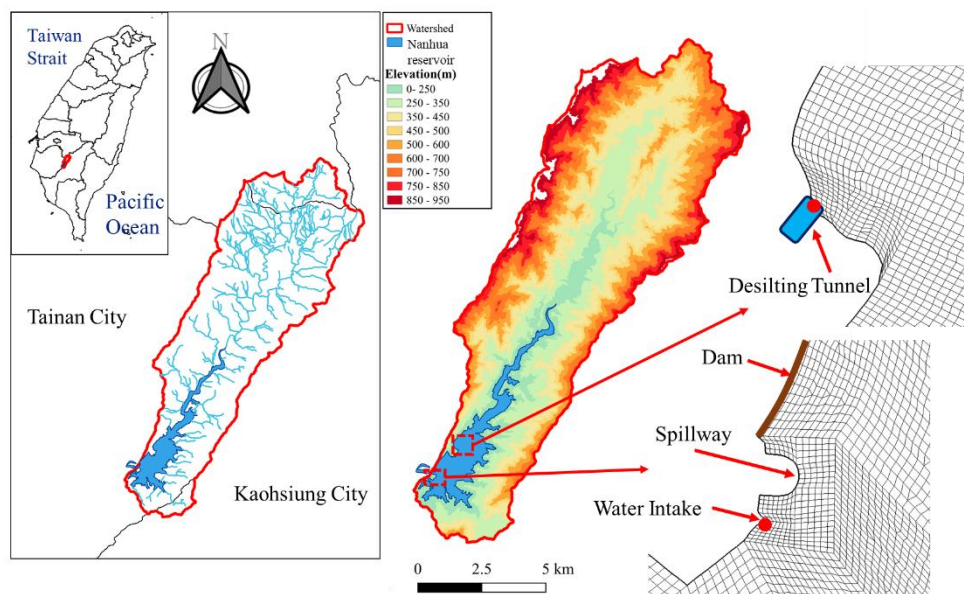 Taiwan
Strait
Pacific
Ocean
N
Tainan City
Kaohsiung City
Watershed
Nanhua
reservoir
Elevation(m)
0- 250
250 - 350
350 - 450
450 - 500
500 - 600
600 - 700
700 - 750
750 - 850
850 - 950
0 2.5 5 km
Desilting Tunnel
Dam
Spillway
Water Intake